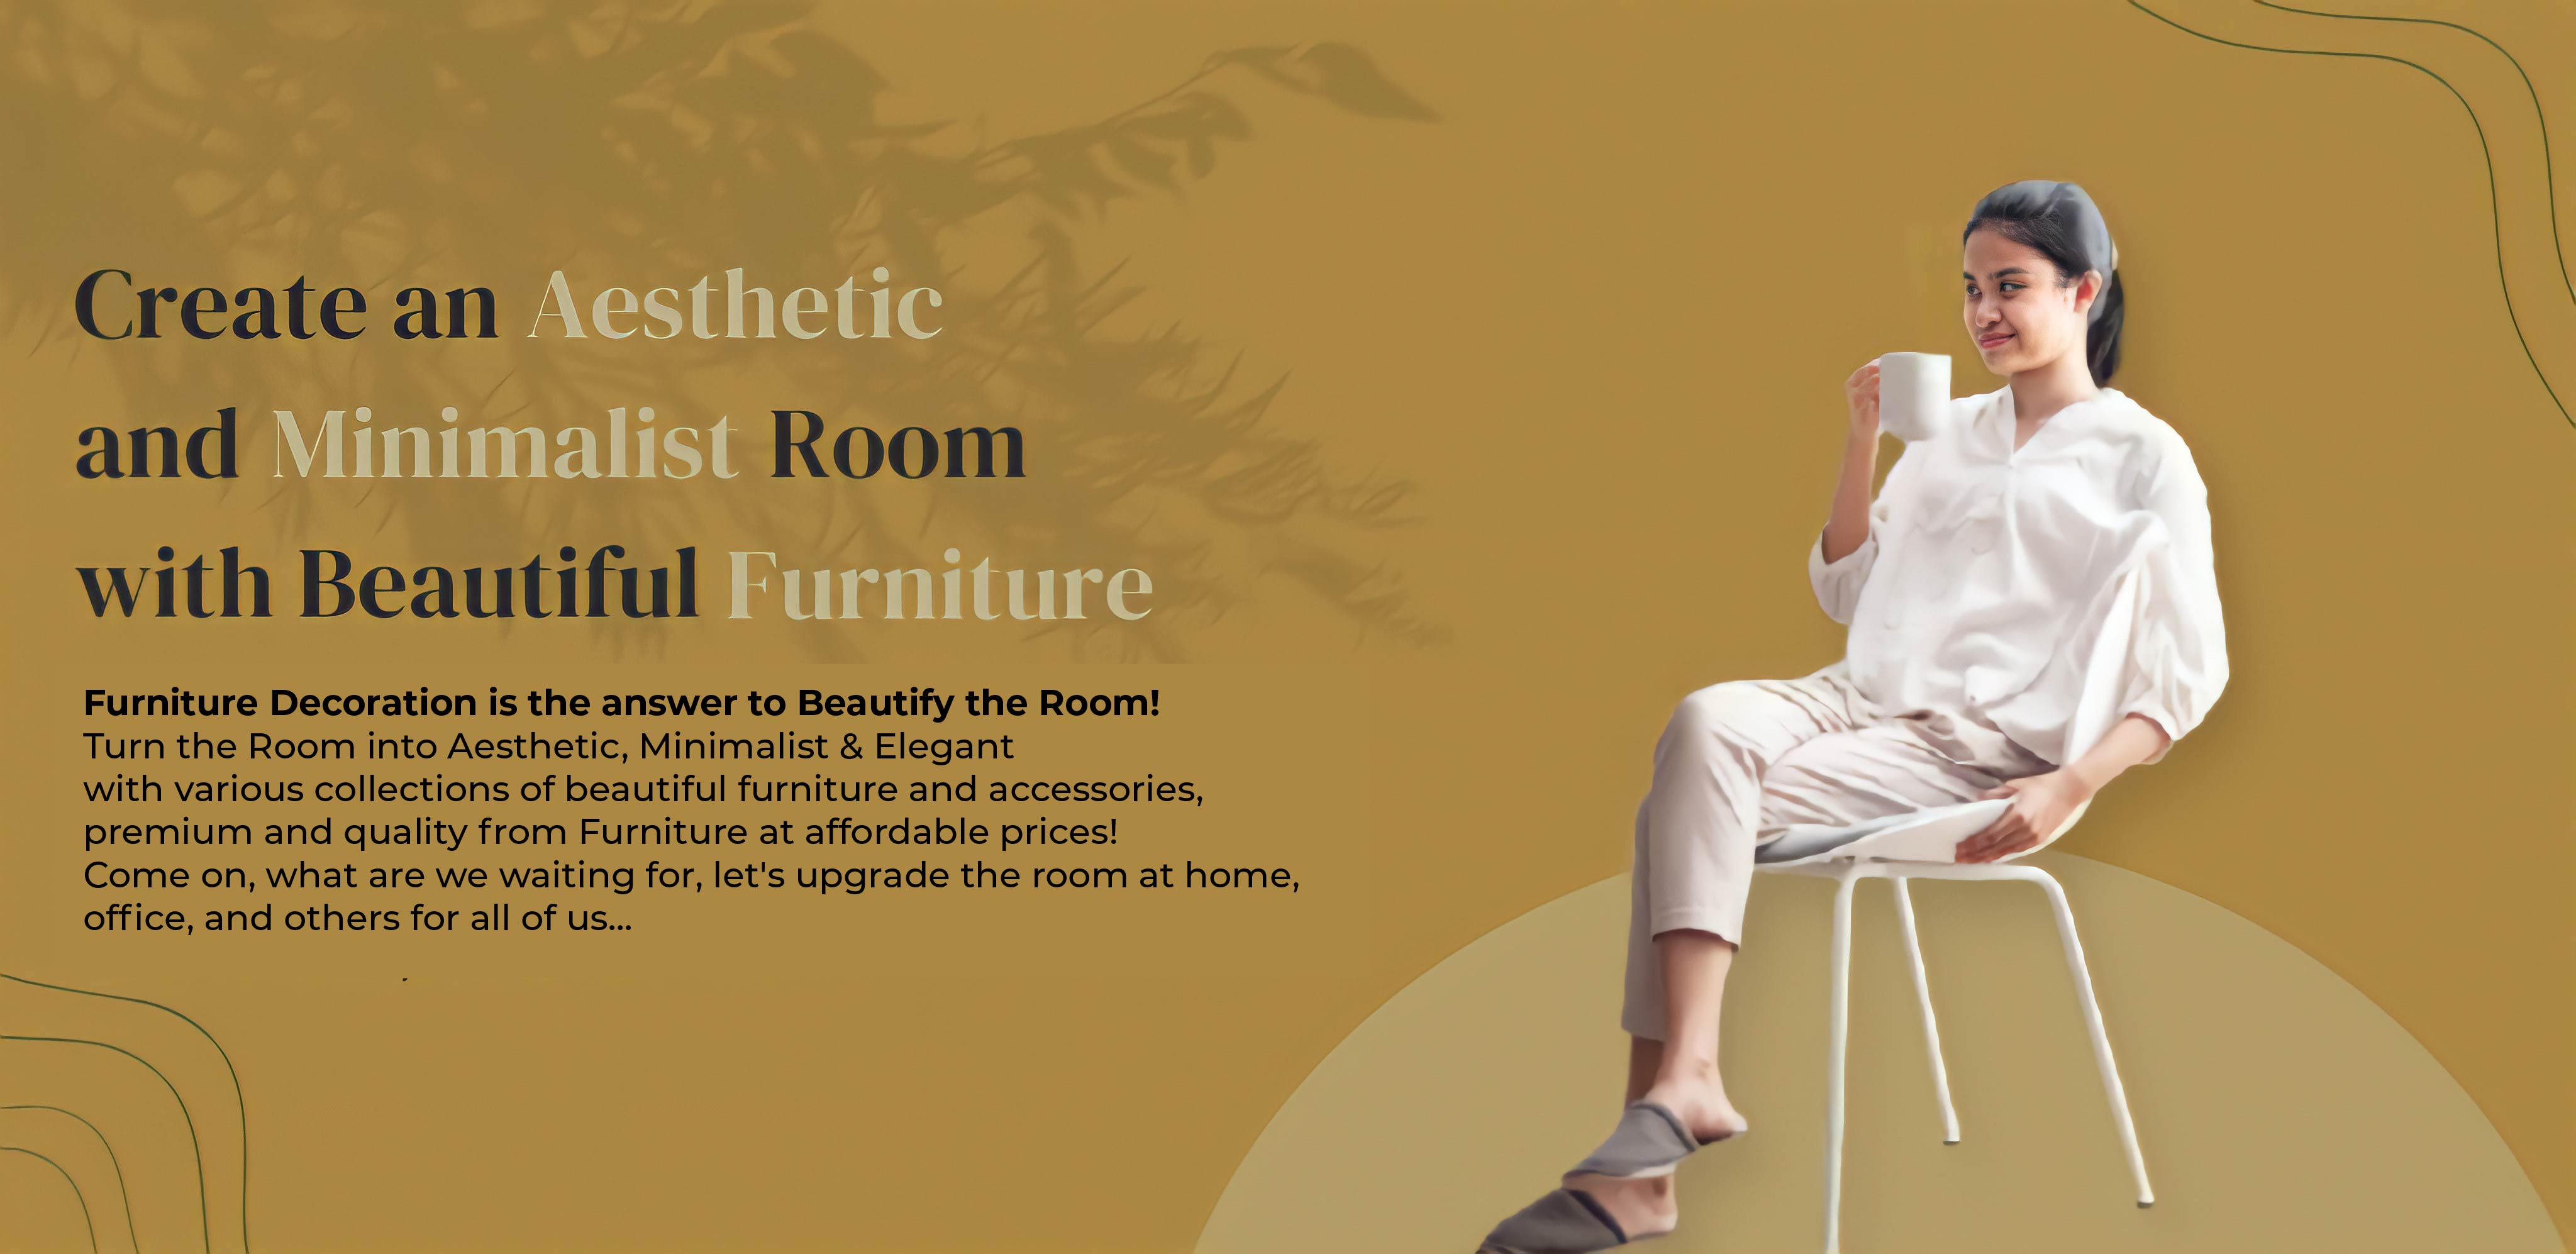 Create an Aesthetic
and Minimalist Room
with Beautiful Furniture
Furniture Decoration is the answer to Beautify the Room!
Turn the Room into Aesthetic, Minimalist & Elegant
with various collections of beautiful furniture and accessories,
premium and quality from Furniture at affordable prices!
Come on, what are we waiting for, let's upgrade the room at home,
office, and others for all of us...